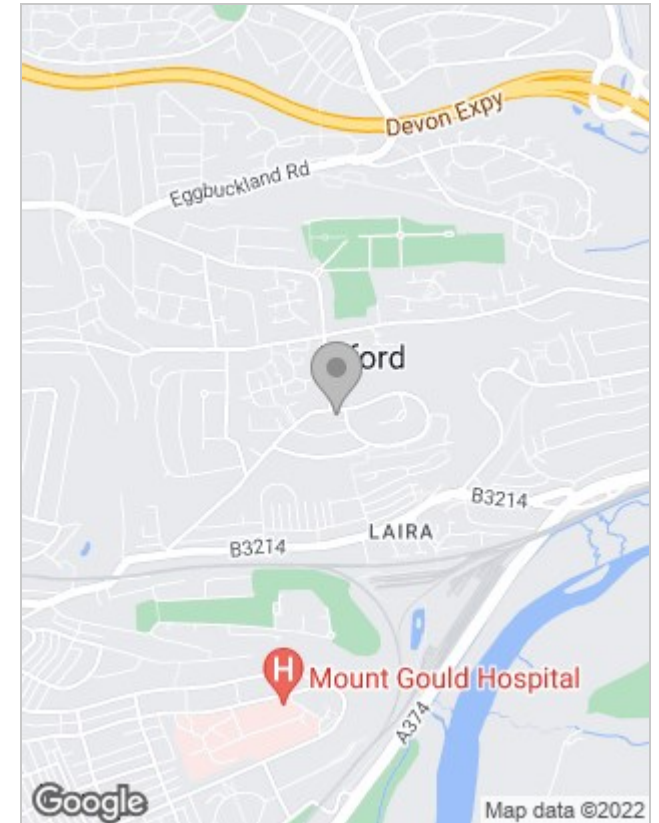 Devon Expy
Eggbuckland Rd
ford
B3214
LAIRA
B3214
H
Mount Gould Hospital
A374
Google
Map data ©2022